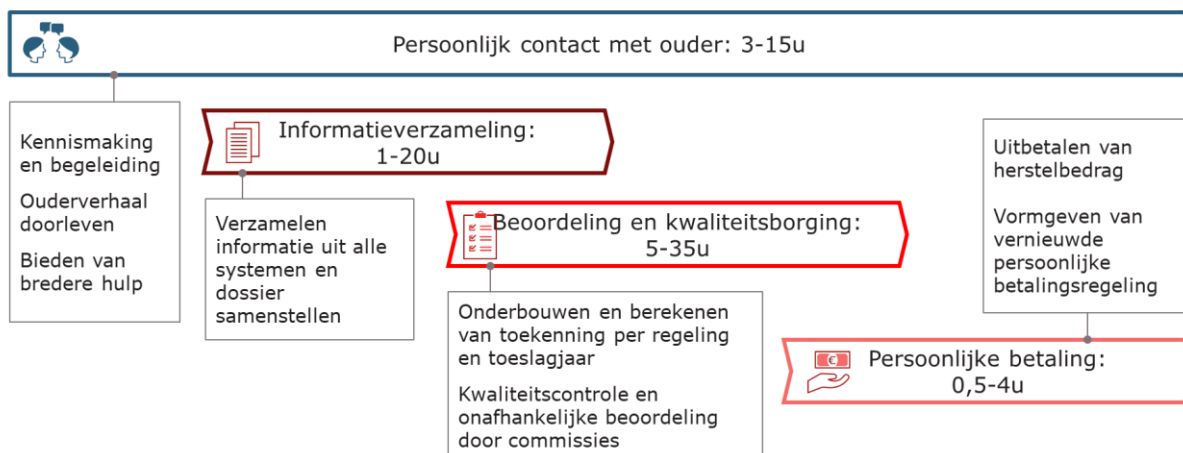 Persoonlijk contact met ouder: 3-15u
Kennismaking
en begeleiding
Ouderverhaal
doorleven
Bieden van
bredere hulp
Informatieverzameling:
1-20u
Verzamelen
informatie uit alle
systemen en
dossier
samenstellen
Beoordeling en kwaliteitsborging:
5-35u
Onderbouwen en berekenen
van toekenning per regeling
en toeslagjaar
Kwaliteitscontrole en
onafhankelijke beoordeling
door commissies
Uitbetalen van
herstelbedrag
Vormgeven van
vernieuwde
persoonlijke
betalingsregeling
Persoonlijke betaling:
0,5-4u